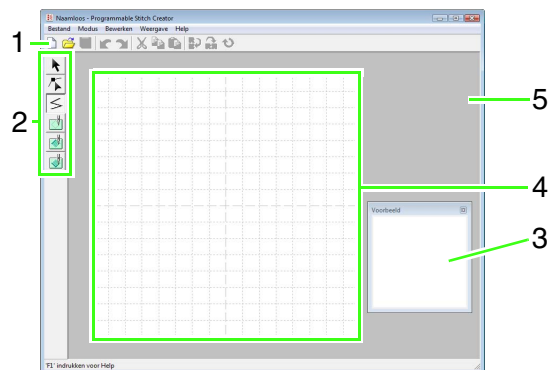 Naamloos - Programmable Stitch Creator
Bestand Modus Bewerken Weergave Help
1
2
5
4
Voorbeeld
3
'F1' indrukken voor Help